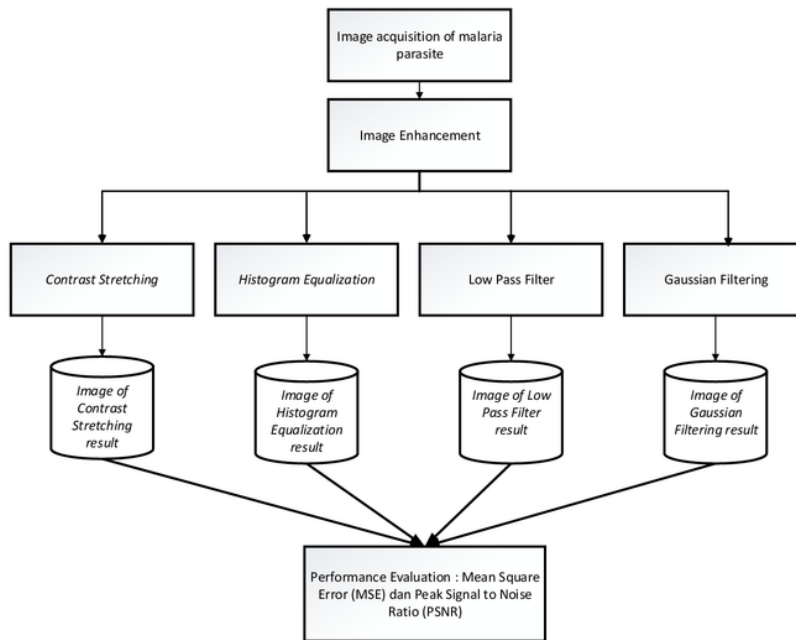 Image acquisition of malaria
parasite
Image Enhancement
Contrast Stretching
Histogram Equalization
Low Pass Filter
Gaussian Filtering
Image of
Contrast
Stretching
result
Image of
Histogram
Equalization
result
Image of Low
Pass Filter
result
Image of
Gaussian
Filtering result
Performance Evaluation : Mean Square
Error (MSE) dan Peak Signal to Noise
Ratio (PSNR)